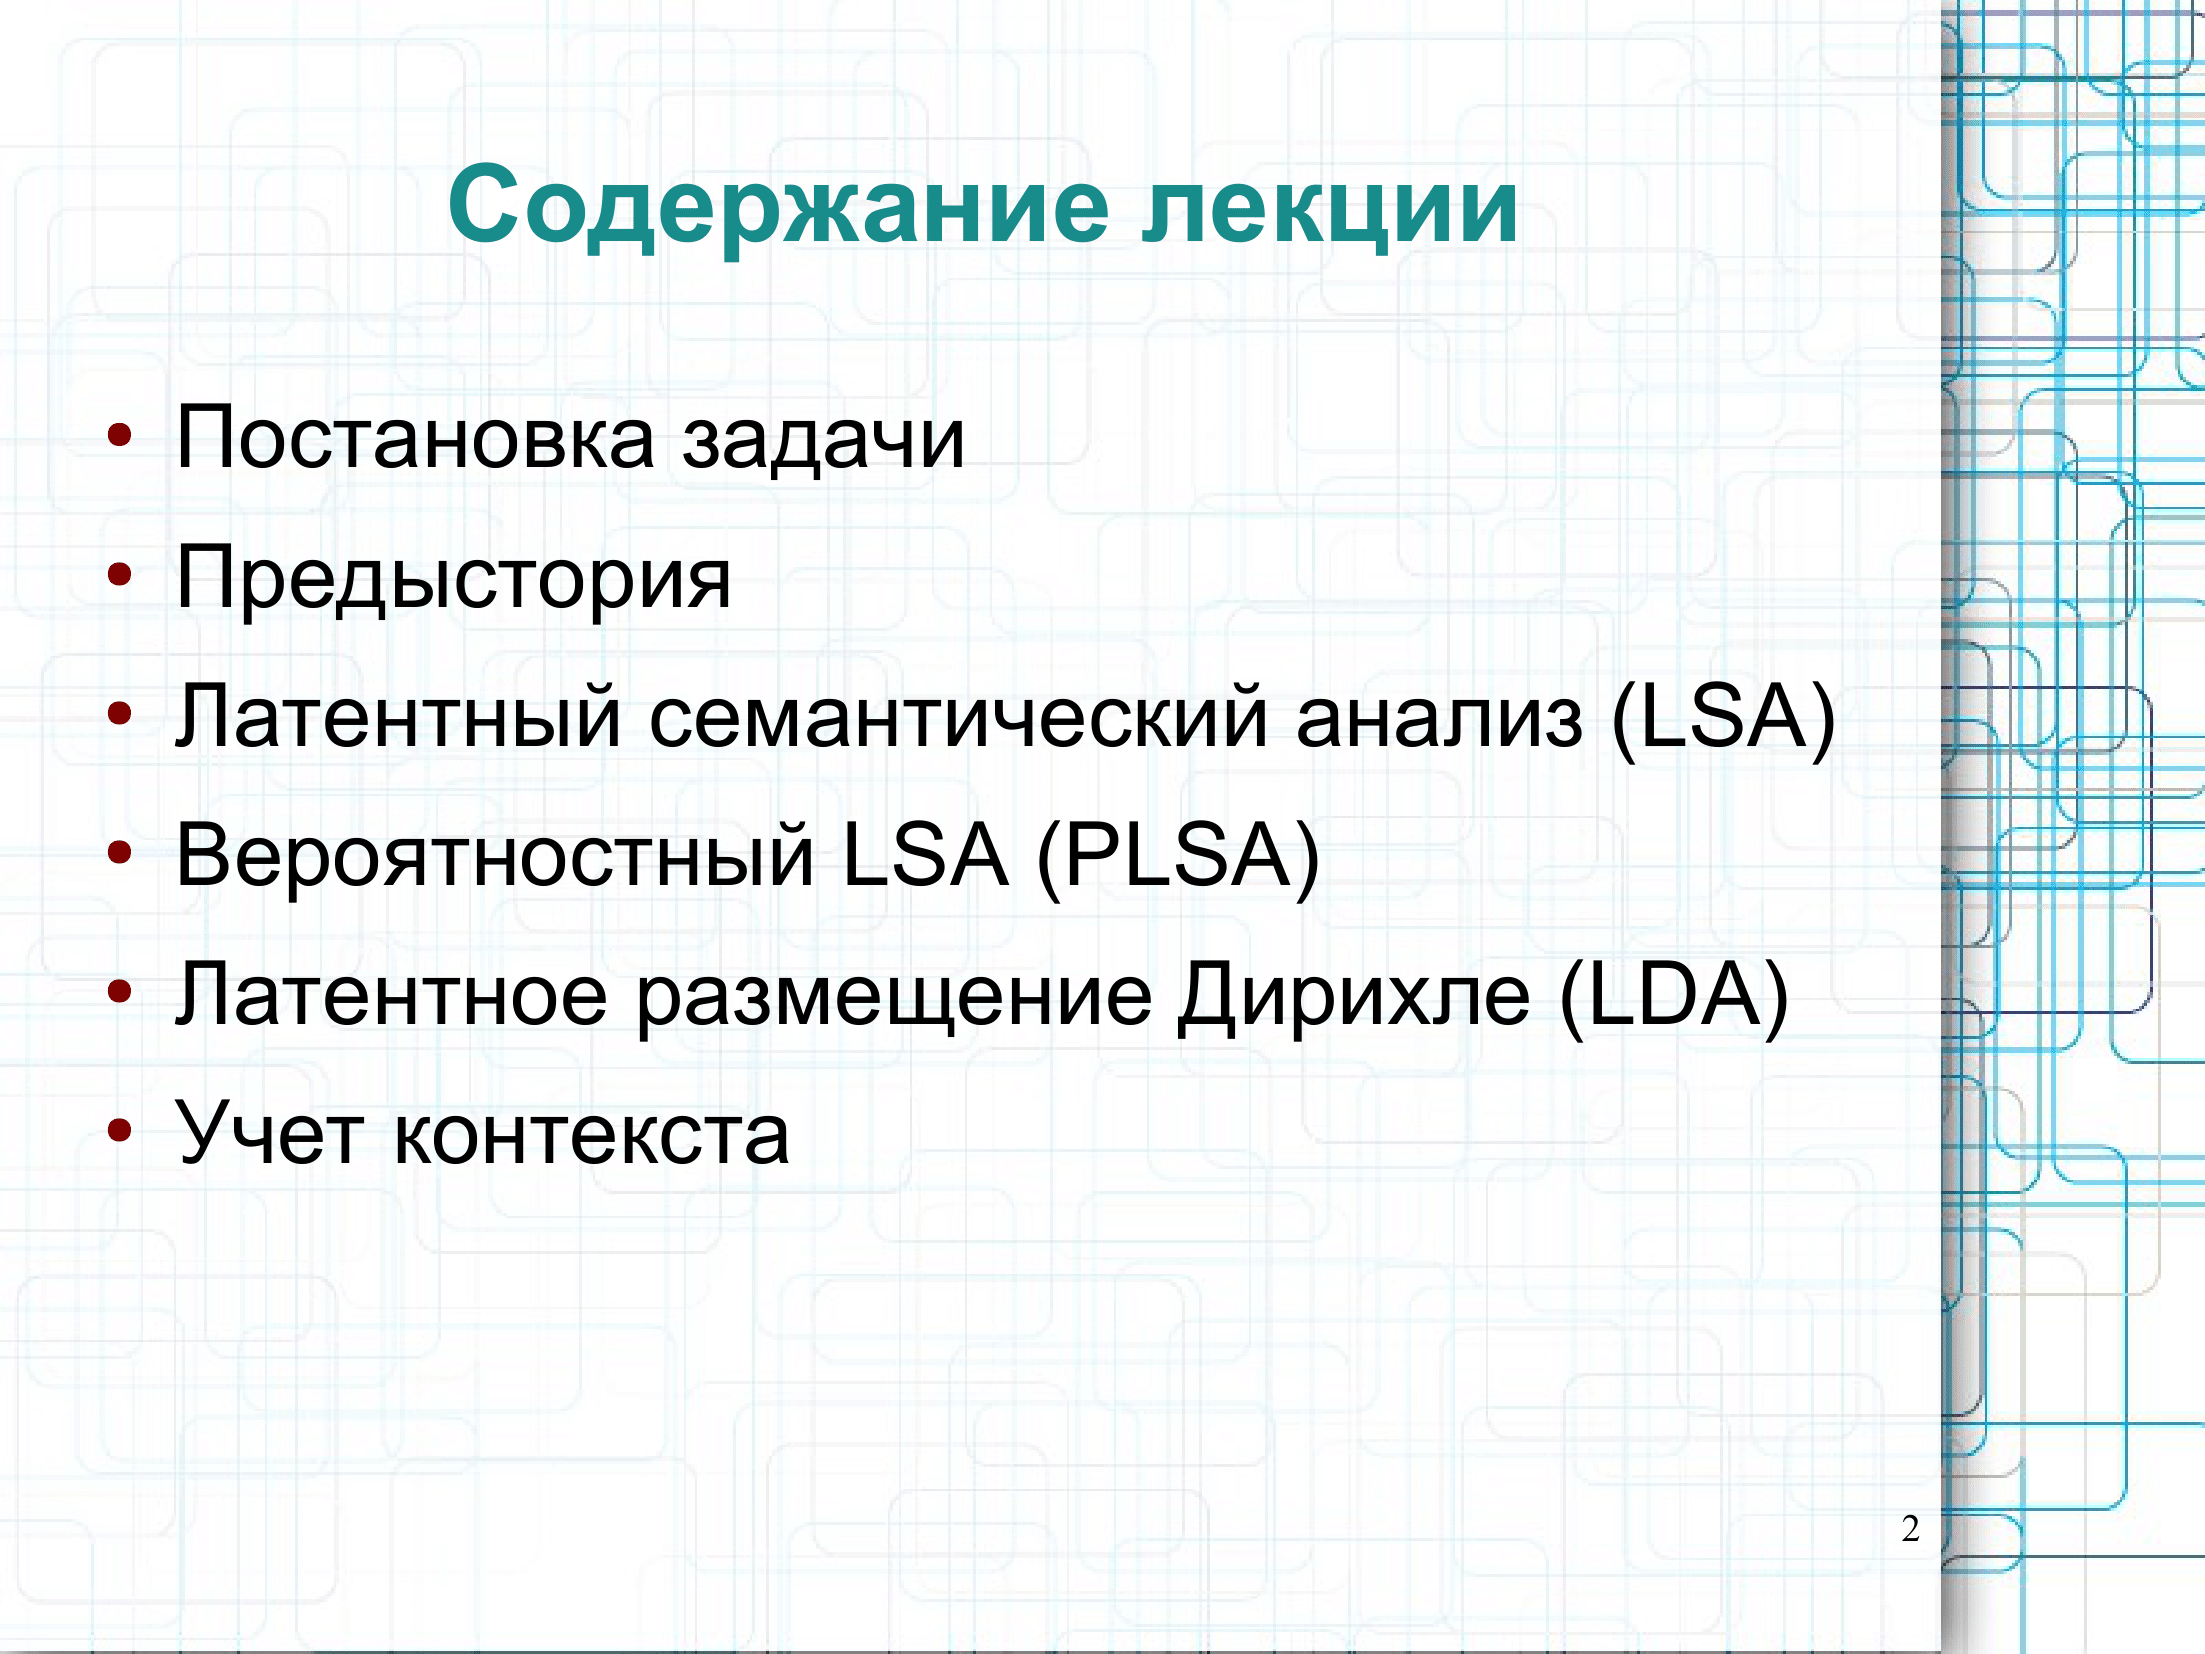 Содержание лекции
• Постановка задачи
• Предыстория
• Латентный семантический анализ (LSA)
• Вероятностный LSA (PLSA)
• Латентное размещение Дирихле (LDA)
• Учет контекста
2